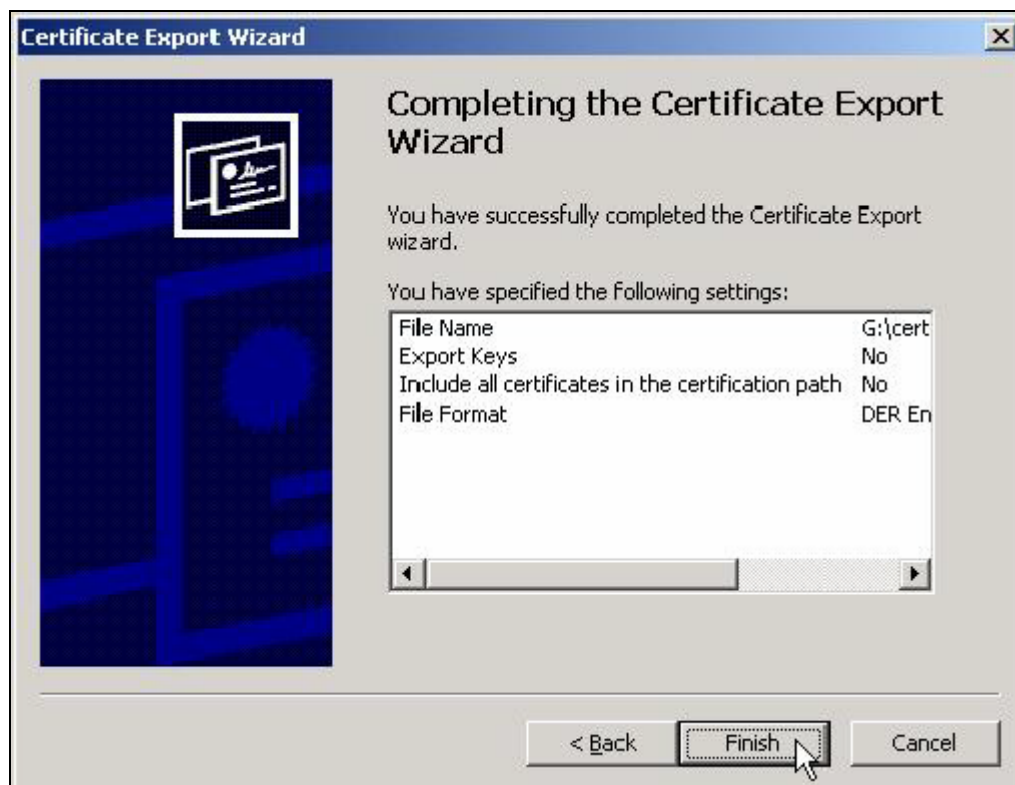 Certificate Export Wizard
Completing the Certificate Export
Wizard
You have successfully completed the Certificate Export
wizard.
You have specified the following settings:
File Name G:\cert
Export Keys No
Include all certificates in the certification path No
File Format DER En
< Back Finish Cancel